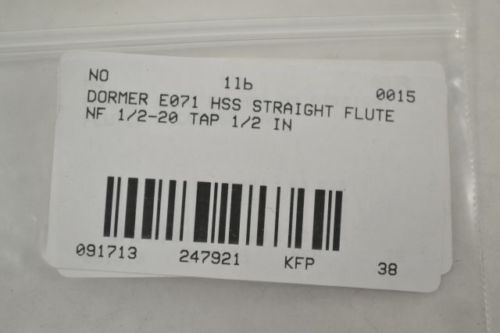 NO 1lb 0015
DORMER E071 HSS STRAIGHT FLUTE
NF 1/2-20 TAP 1/2 IN
091713 247921 KFP 38